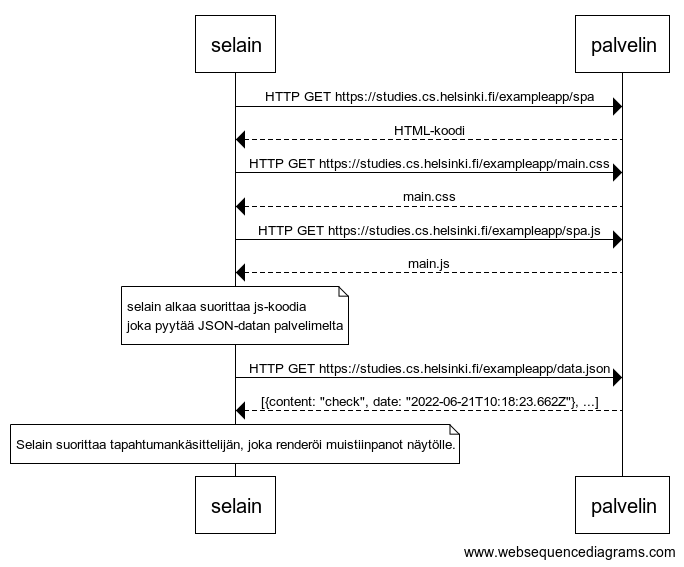 selain palvelin
HTTP GET https://studies.cs.helsinki.fi/exampleapp/spa
HTML-koodi
HTTP GET https://studies.cs.helsinki.fi/exampleapp/main.css
main.css
HTTP GET https://studies.cs.helsinki.fi/exampleapp/spa.js
main.js
selain alkaa suorittaa js-koodia
joka pyytää JSON-datan palvelimelta
HTTP GET https://studies.cs.helsinki.fi/exampleapp/data.json
[{content: "check", date: "2022-06-21T10:18:23.662Z"}, ...]
Selain suorittaa tapahtumankäsittelijän, joka renderöi muistiinpanot näytölle.
selain palvelin
www.websequencediagrams.com